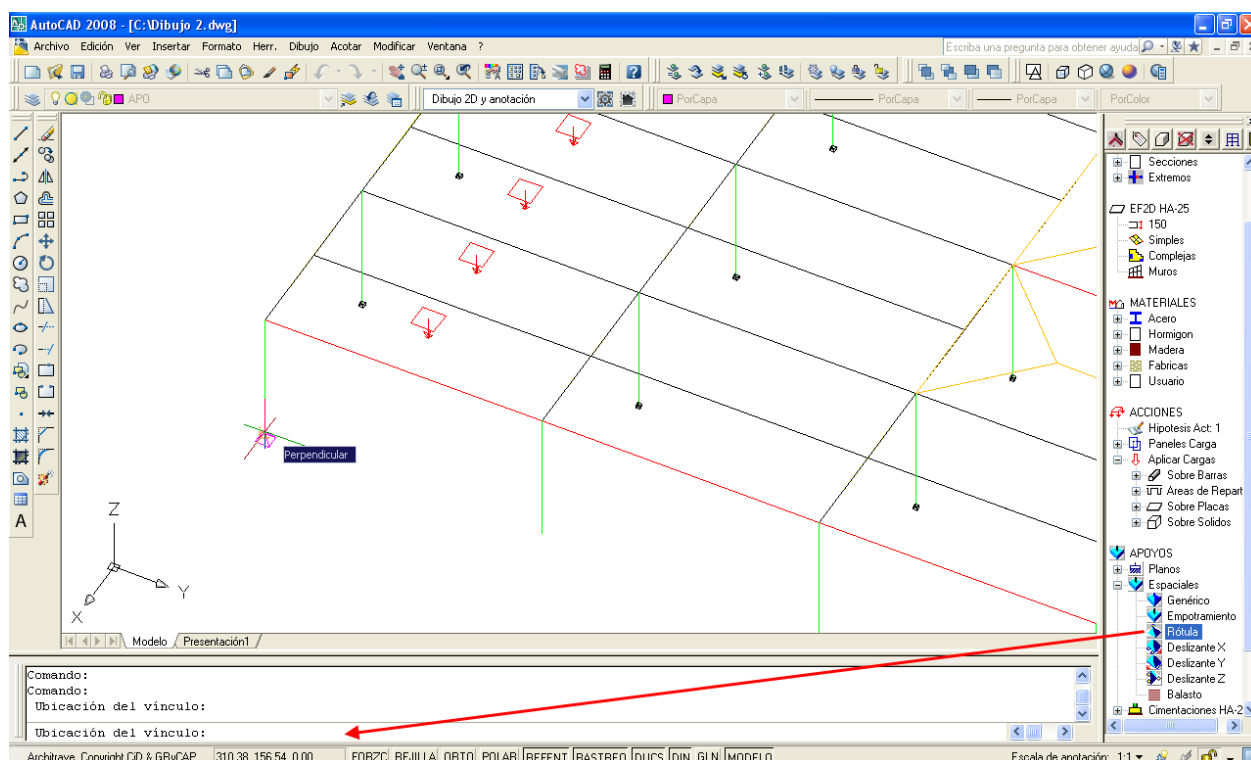 AutoCAD 2008 - [C:\Dibujo 2.dwg]
Archivo Edición Ver Insertar Formato Herr. Dibujo Acotar Modificar Ventana ?
Escriba una pregunta para obtener ayuda
APO
Dibujo 2D y anotación
PorCapa
PorCapa
PorCapa
PorColor
Perpendicular
Z
Y
X
Secciones
Extremos
EF2D HA-25
150
Simples
Complejas
Muros
MATERIALES
Acero
Hormigon
Madera
Fabricas
Usuario
ACCIONES
Hipotesis Act: 1
Paneles Carga
Aplicar Cargas
Sobre Barras
Areas de Repart
Sobre Placas
Sobre Solidos
APOYOS
Planos
Espaciales
Genérico
Empotramiento
Rótula
Deslizante X
Deslizante Y
Deslizante Z
Balasto
Cimentaciones HA-2
Modelo Presentación1
Comando:
Comando:
Ubicación del vínculo:
Ubicación del vínculo:
Architrave. Copyright CiD & GRyCAP 310.38, 156.54, 0.00 FORZC REJILLA ORTO POLAR REFENT RASTREO DUCS DIN GLN MODELO
Escala de anotación: 1:1